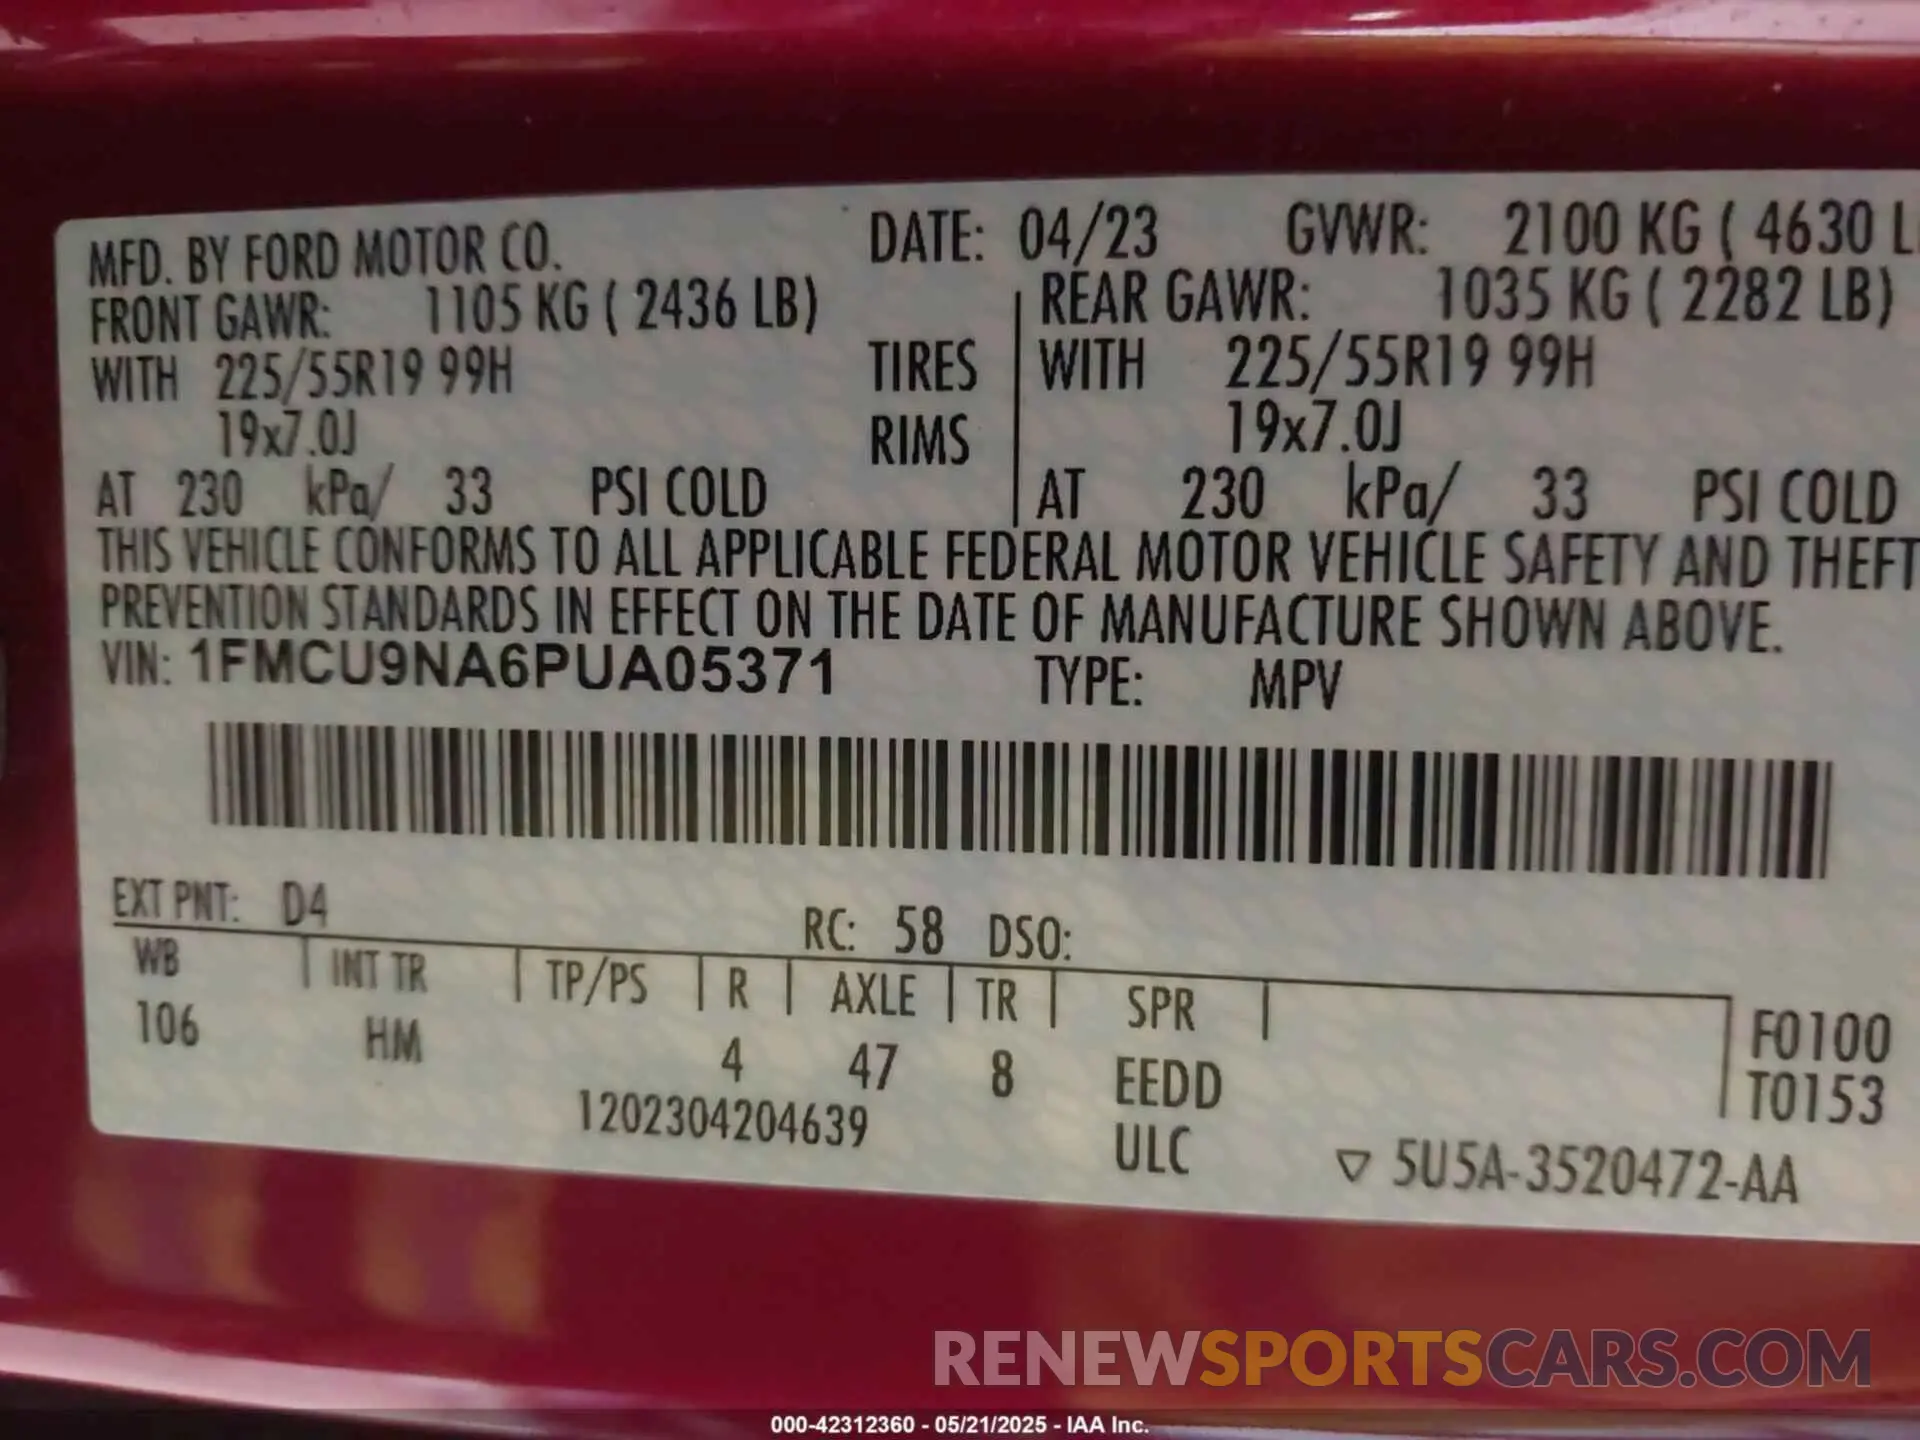 MFD. BY FORD MOTOR CO. DATE: 04/23 GVWR: 2100 KG ( 4630 L
FRONT GAWR: 1105 KG ( 2436 LB) REAR GAWR: 1035 KG ( 2282 LB)
WITH 225/55R19 99H TIRES WITH 225/55R19 99H
19x7.0J RIMS 19x7.0J
AT 230 kPa/ 33 PSI COLD AT 230 kPa/ 33 PSI COLD
THIS VEHICLE CONFORMS TO ALL APPLICABLE FEDERAL MOTOR VEHICLE SAFETY AND THEFT
PREVENTION STANDARDS IN EFFECT ON THE DATE OF MANUFACTURE SHOWN ABOVE.
VIN: 1FMCU9NA6PUA05371 TYPE: MPV
EXT PNT: D4 RC: 58 DSO:
WB INT TR TP/PS R AXLE TR SPR F0100
106 HM 4 47 8 EEDD T0153
1202304204639 ULC ▽ 5U5A-3520472-AA
RENEWSPORTSCARS.COM
000-42312360 - 05/21/2025 - IAA Inc.